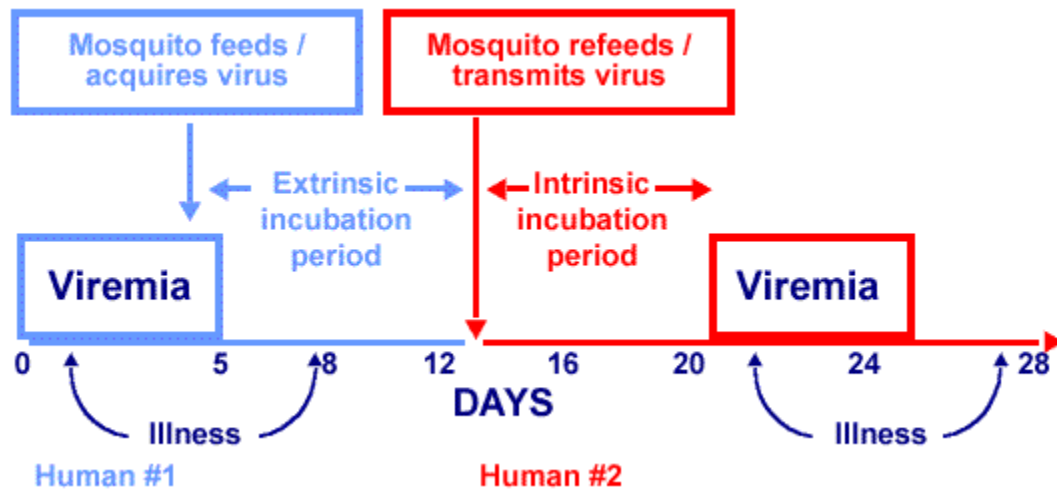 Mosquito feeds /
acquires virus
Mosquito refeeds /
transmits virus
Extrinsic
incubation
period
Intrinsic
incubation
period
Viremia
Viremia
0 5 8 12 16 20 24 28
DAYS
Illness
Illness
Human #1
Human #2